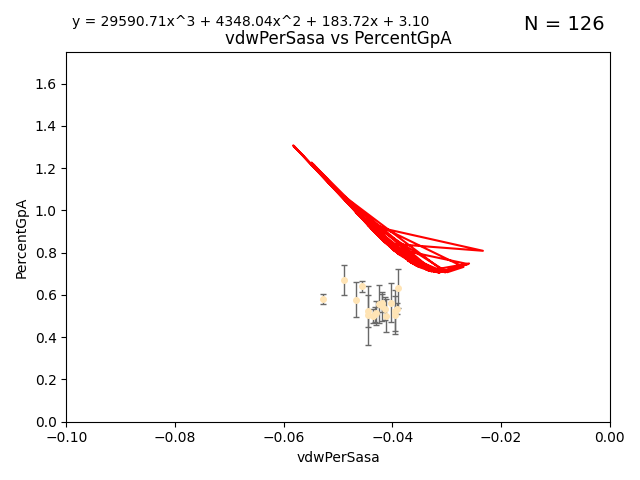 y = 29590.71x^3 + 4348.04x^2 + 183.72x + 3.10
N = 126
vdwPerSasa vs PercentGpA
PercentGpA
1.6
1.4
1.2
1.0
0.8
0.6
0.4
0.2
0.0
−0.10 −0.08 −0.06 −0.04 −0.02 0.00
vdwPerSasa